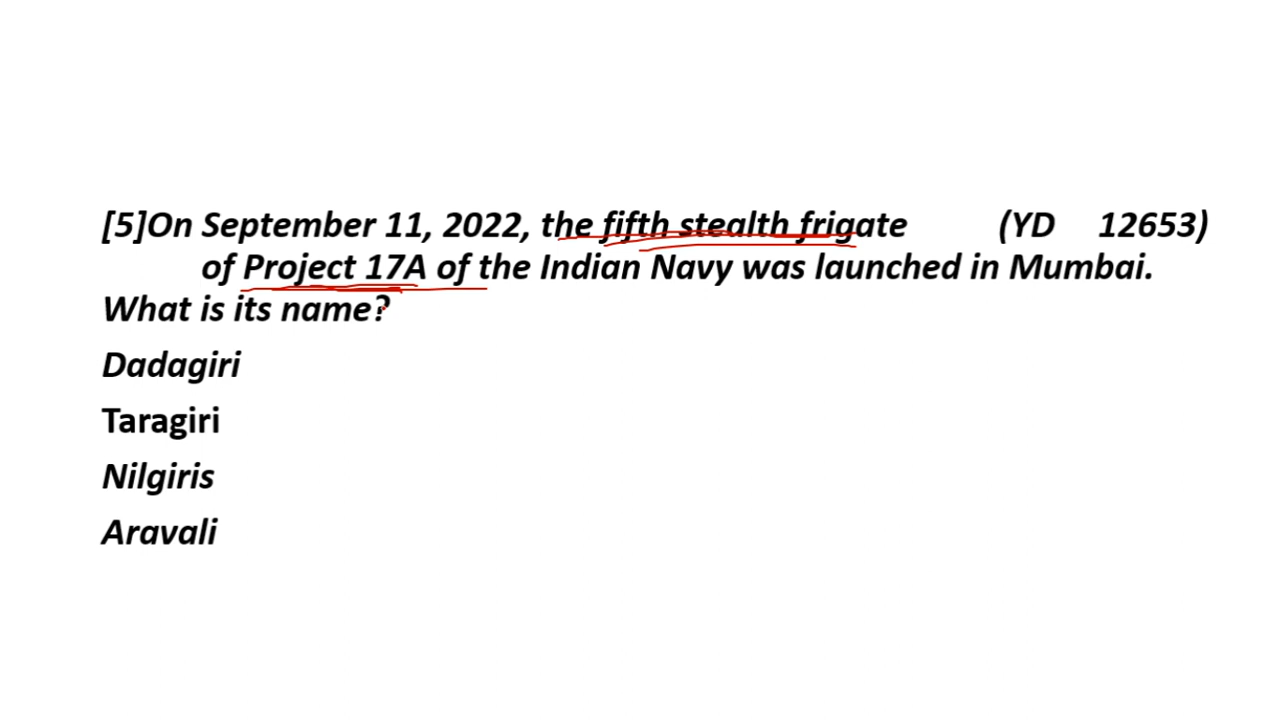 [5]On September 11, 2022, the fifth stealth frigate (YD 12653)
of Project 17A of the Indian Navy was launched in Mumbai.
What is its name?
Dadagiri
Taragiri
Nilgiris
Aravali